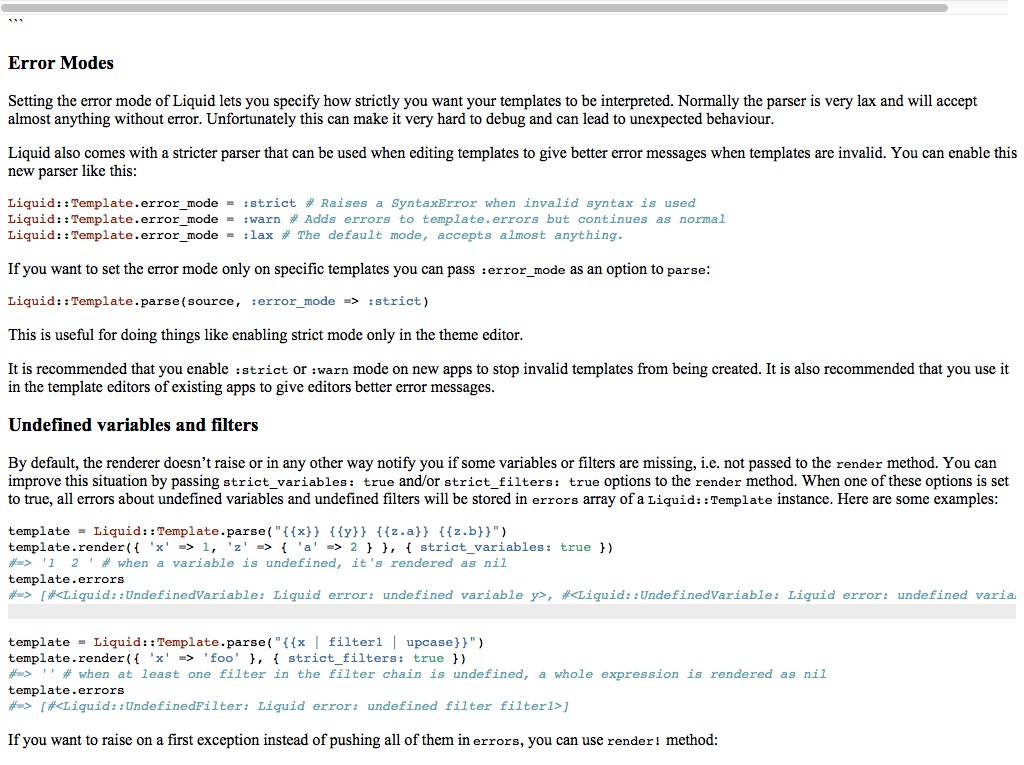 ```
Error Modes
Setting the error mode of Liquid lets you specify how strictly you want your templates to be interpreted. Normally the parser is very lax and will accept
almost anything without error. Unfortunately this can make it very hard to debug and can lead to unexpected behaviour.
Liquid also comes with a stricter parser that can be used when editing templates to give better error messages when templates are invalid. You can enable this
new parser like this:
Liquid::Template.error_mode = :strict # Raises a SyntaxError when invalid syntax is used
Liquid::Template.error_mode = :warn # Adds errors to template.errors but continues as normal
Liquid::Template.error_mode = :lax # The default mode, accepts almost anything.
If you want to set the error mode only on specific templates you can pass :error_mode as an option to parse:
Liquid::Template.parse(source, :error_mode => :strict)
This is useful for doing things like enabling strict mode only in the theme editor.
It is recommended that you enable :strict or :warn mode on new apps to stop invalid templates from being created. It is also recommended that you use it
in the template editors of existing apps to give editors better error messages.
Undefined variables and filters
By default, the renderer doesn’t raise or in any other way notify you if some variables or filters are missing, i.e. not passed to the render method. You can
improve this situation by passing strict_variables: true and/or strict_filters: true options to the render method. When one of these options is set
to true, all errors about undefined variables and undefined filters will be stored in errors array of a Liquid::Template instance. Here are some examples:
template = Liquid::Template.parse("{{x}} {{y}} {{z.a}} {{z.b}}")
template.render({ 'x' => 1, 'z' => { 'a' => 2 } }, { strict_variables: true })
#=> '1  2 ' # when a variable is undefined, it's rendered as nil
template.errors
#=> [#<Liquid::UndefinedVariable: Liquid error: undefined variable y>, #<Liquid::UndefinedVariable: Liquid error: undefined varia
template = Liquid::Template.parse("{{x | filter1 | upcase}}")
template.render({ 'x' => 'foo' }, { strict_filters: true })
#=> '' # when at least one filter in the filter chain is undefined, a whole expression is rendered as nil
template.errors
#=> [#<Liquid::UndefinedFilter: Liquid error: undefined filter filter1>]
If you want to raise on a first exception instead of pushing all of them in errors, you can use render! method: